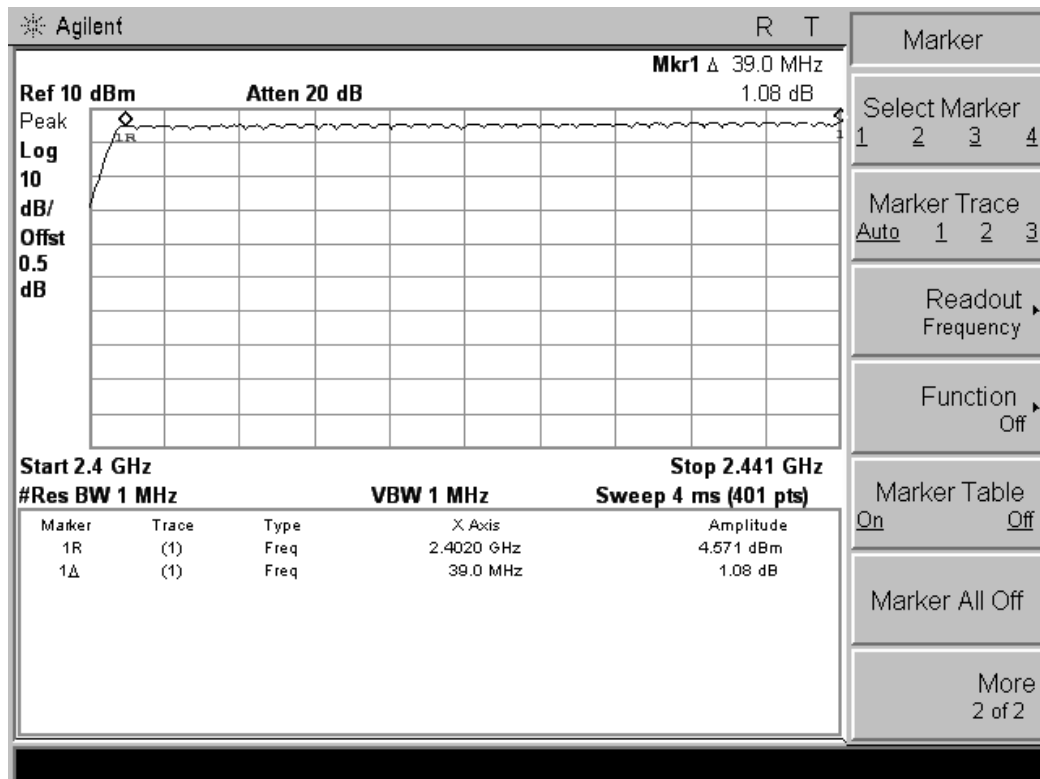 Agilent R T
Mkr1 Δ 39.0 MHz
Ref 10 dBm Atten 20 dB 1.08 dB
Peak
Log
10
dB/
Offst
0.5
dB
1R
1
Start 2.4 GHz Stop 2.441 GHz
#Res BW 1 MHz VBW 1 MHz Sweep 4 ms (401 pts)
Marker Trace Type X Axis Amplitude
1R (1) Freq 2.4020 GHz 4.571 dBm
1Δ (1) Freq 39.0 MHz 1.08 dB
Marker
Select Marker
1 2 3 4
Marker Trace
Auto 1 2 3
Readout
Frequency
Function
Off
Marker Table
On Off
Marker All Off
More
2 of 2